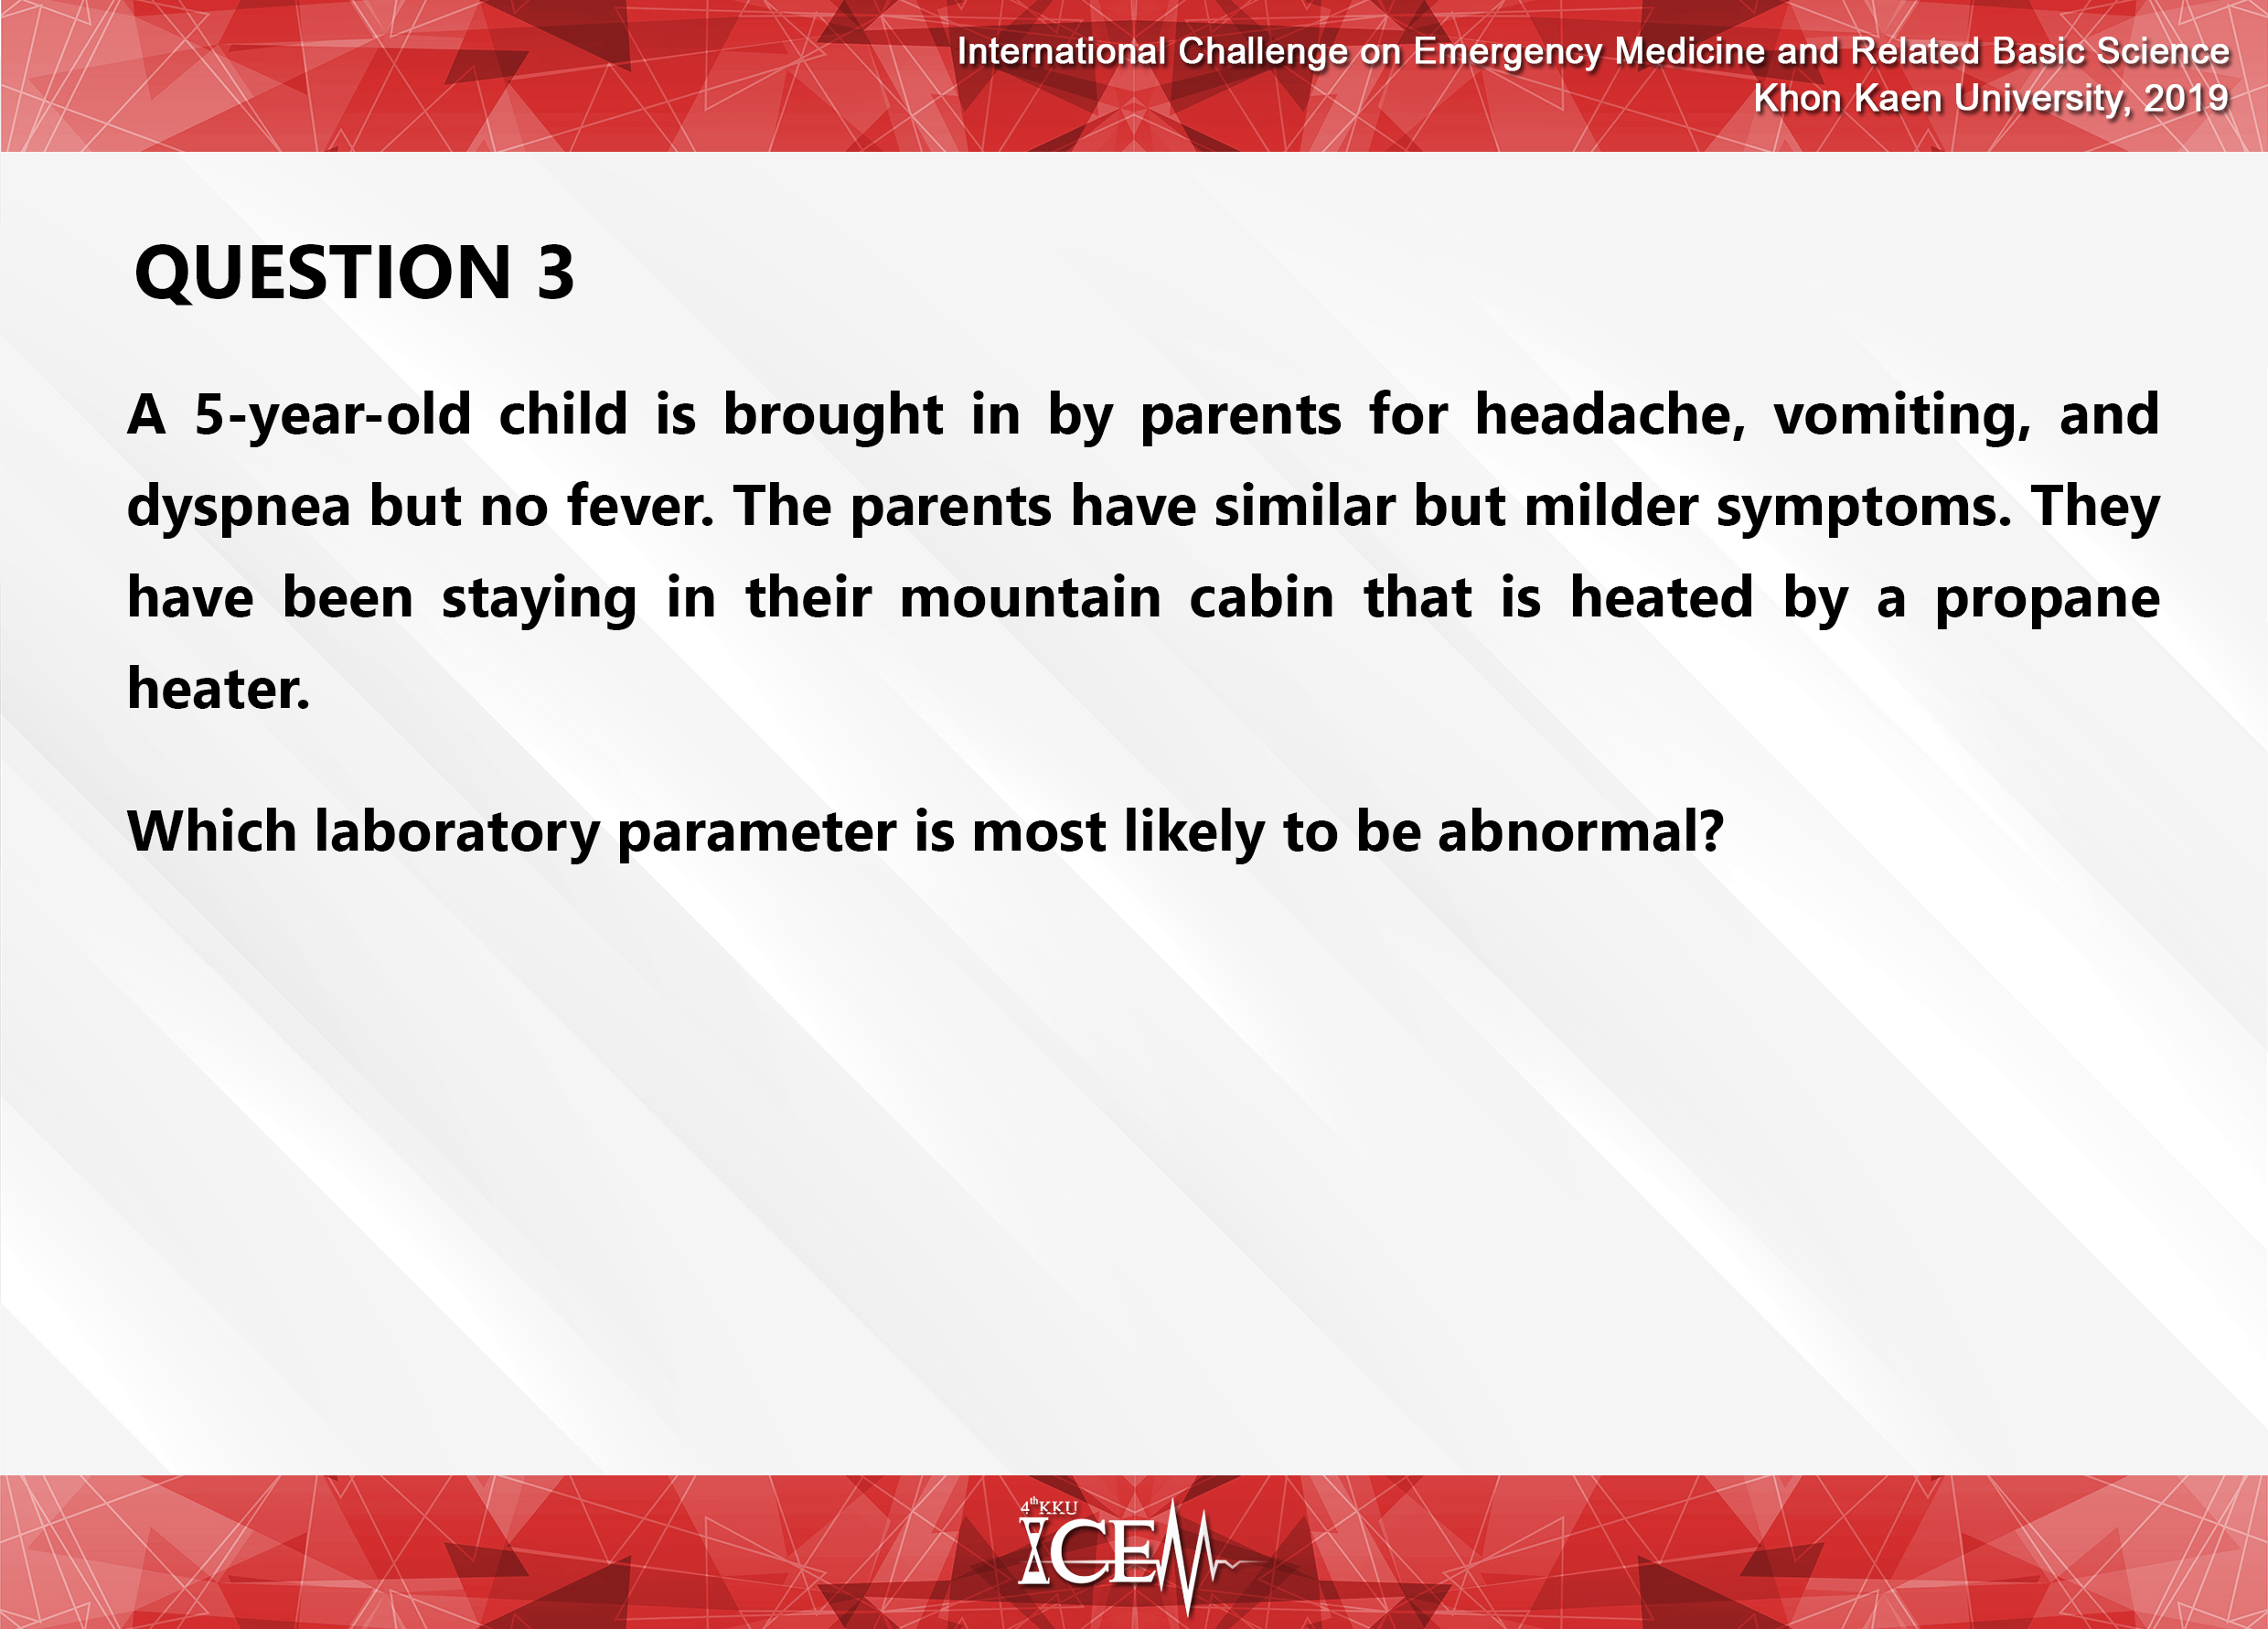 International Challenge on Emergency Medicine and Related Basic Science
Khon Kaen University, 2019
QUESTION 3
A 5-year-old child is brought in by parents for headache, vomiting, and
dyspnea but no fever. The parents have similar but milder symptoms. They
have been staying in their mountain cabin that is heated by a propane
heater.
Which laboratory parameter is most likely to be abnormal?
4th KKU
ICEM